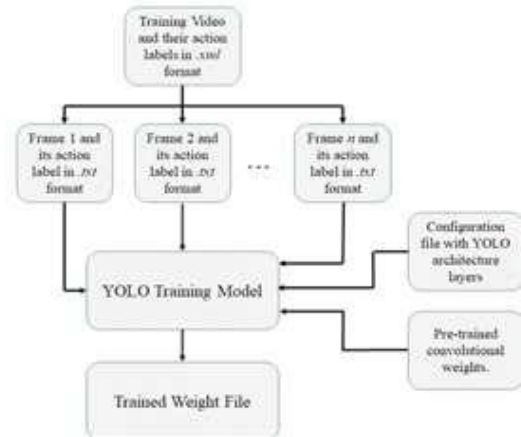 Training Video
and their action
labels in .xml
format
Frame 1 and
its action
label in .txt
format
Frame 2 and
its action
label in .txt
format
...
Frame n and
its action
label in .txt
format
Configuration
file with YOLO
architecture
layers
YOLO Training Model
Pre-trained
convolutional
weights.
Trained Weight File